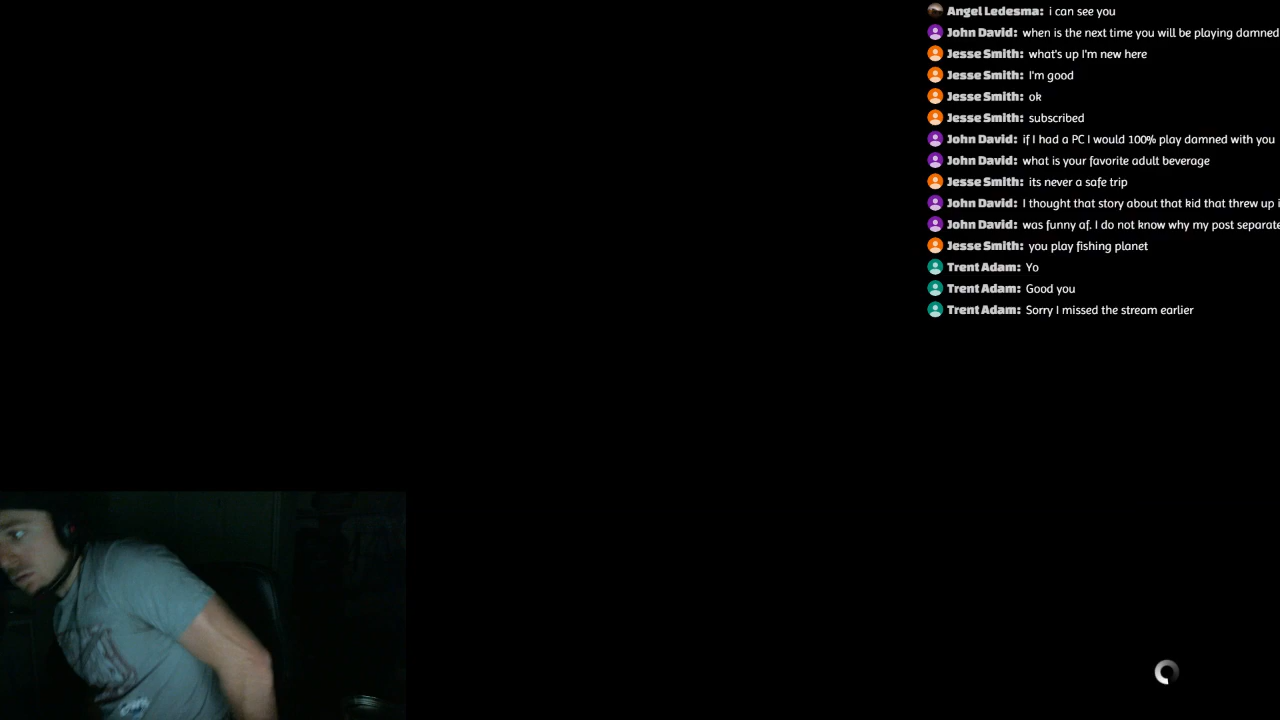 Angel Ledesma: i can see you
John David: when is the next time you will be playing damned
Jesse Smith: what's up I'm new here
Jesse Smith: I'm good
Jesse Smith: ok
Jesse Smith: subscribed
John David: if I had a PC I would 100% play damned with you
John David: what is your favorite adult beverage
Jesse Smith: its never a safe trip
John David: I thought that story about that kid that threw up
John David: was funny af. I do not know why my post separate
Jesse Smith: you play fishing planet
Trent Adam: Yo
Trent Adam: Good you
Trent Adam: Sorry I missed the stream earlier